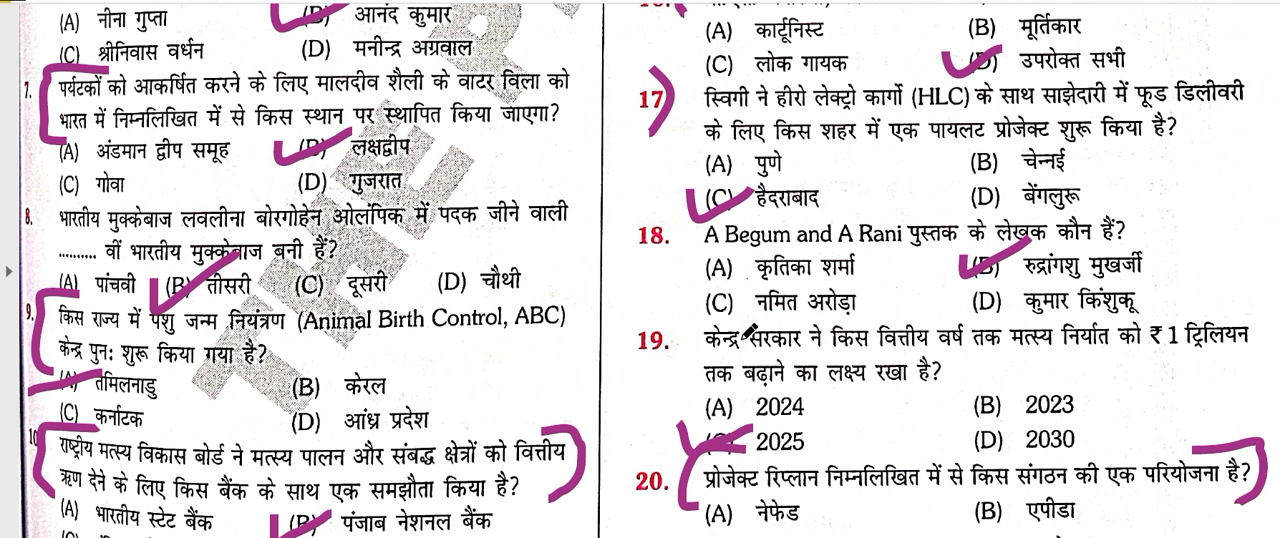 (A) नीना गुप्ता (B) आनंद कुमार
(C) श्रीनिवास वर्धन (D) मनीन्द्र अग्रवाल
7. पर्यटकों को आकर्षित करने के लिए मालदीव शैली के वाटर विला को
भारत में निम्नलिखित में से किस स्थान पर स्थापित किया जाएगा?
(A) अंडमान द्वीप समूह (B) लक्षद्वीप
(C) गोवा (D) गुजरात
8. भारतीय मुक्केबाज लवलीना बोरगोहेन ओलंपिक में पदक जीने वाली
.......... वीं भारतीय मुक्केबाज बनी हैं?
(A) पांचवी (B) तीसरी (C) दूसरी (D) चौथी
9. किस राज्य में पशु जन्म नियंत्रण (Animal Birth Control, ABC)
केन्द्र पुन: शुरू किया गया है?
(A) तमिलनाडु (B) केरल
(C) कर्नाटक (D) आंध्र प्रदेश
10. राष्ट्रीय मत्स्य विकास बोर्ड ने मत्स्य पालन और संबद्ध क्षेत्रों को वित्तीय
ऋण देने के लिए किस बैंक के साथ एक समझौता किया है?
(A) भारतीय स्टेट बैंक (B) पंजाब नेशनल बैंक
(A) कार्टूनिस्ट (B) मूर्तिकार
(C) लोक गायक (D) उपरोक्त सभी
17 स्विगी ने हीरो लेक्ट्रो कार्गो (HLC) के साथ साझेदारी में फूड डिलीवरी
के लिए किस शहर में एक पायलट प्रोजेक्ट शुरू किया है?
(A) पुणे (B) चेन्नई
(C) हैदराबाद (D) बेंगलुरू
18. A Begum and A Rani पुस्तक के लेखक कौन हैं?
(A) कृतिका शर्मा (B) रुद्रांगशु मुखर्जी
(C) नमित अरोड़ा (D) कुमार किंशुकू
19. केन्द्र सरकार ने किस वित्तीय वर्ष तक मत्स्य निर्यात को ₹ 1 ट्रिलियन
तक बढ़ाने का लक्ष्य रखा है?
(A) 2024 (B) 2023
(C) 2025 (D) 2030
20. प्रोजेक्ट रिप्लान निम्नलिखित में से किस संगठन की एक परियोजना है?
(A) नेफेड (B) एपीडा